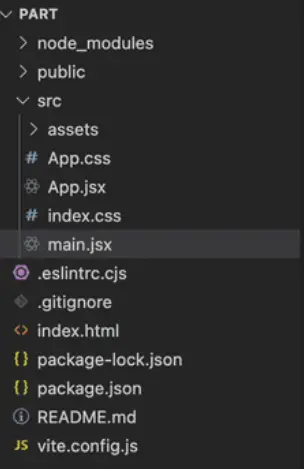 PART
node_modules
public
src
assets
# App.css
App.jsx
# index.css
main.jsx
.eslintrc.cjs
.gitignore
<> index.html
{} package-lock.json
{} package.json
README.md
JS vite.config.js